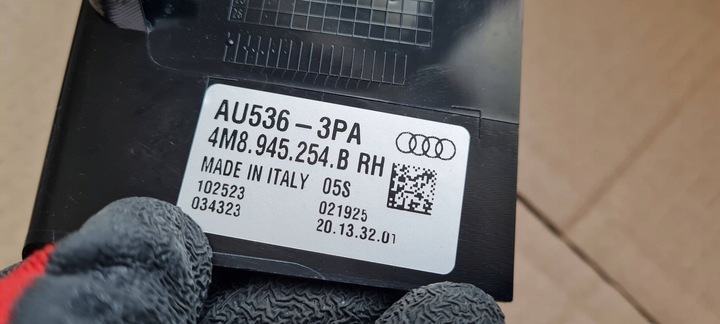 AU536-3PA
4M8.945.254.B RH
MADE IN ITALY 05S
102523 021925
034323 20.13.32.01